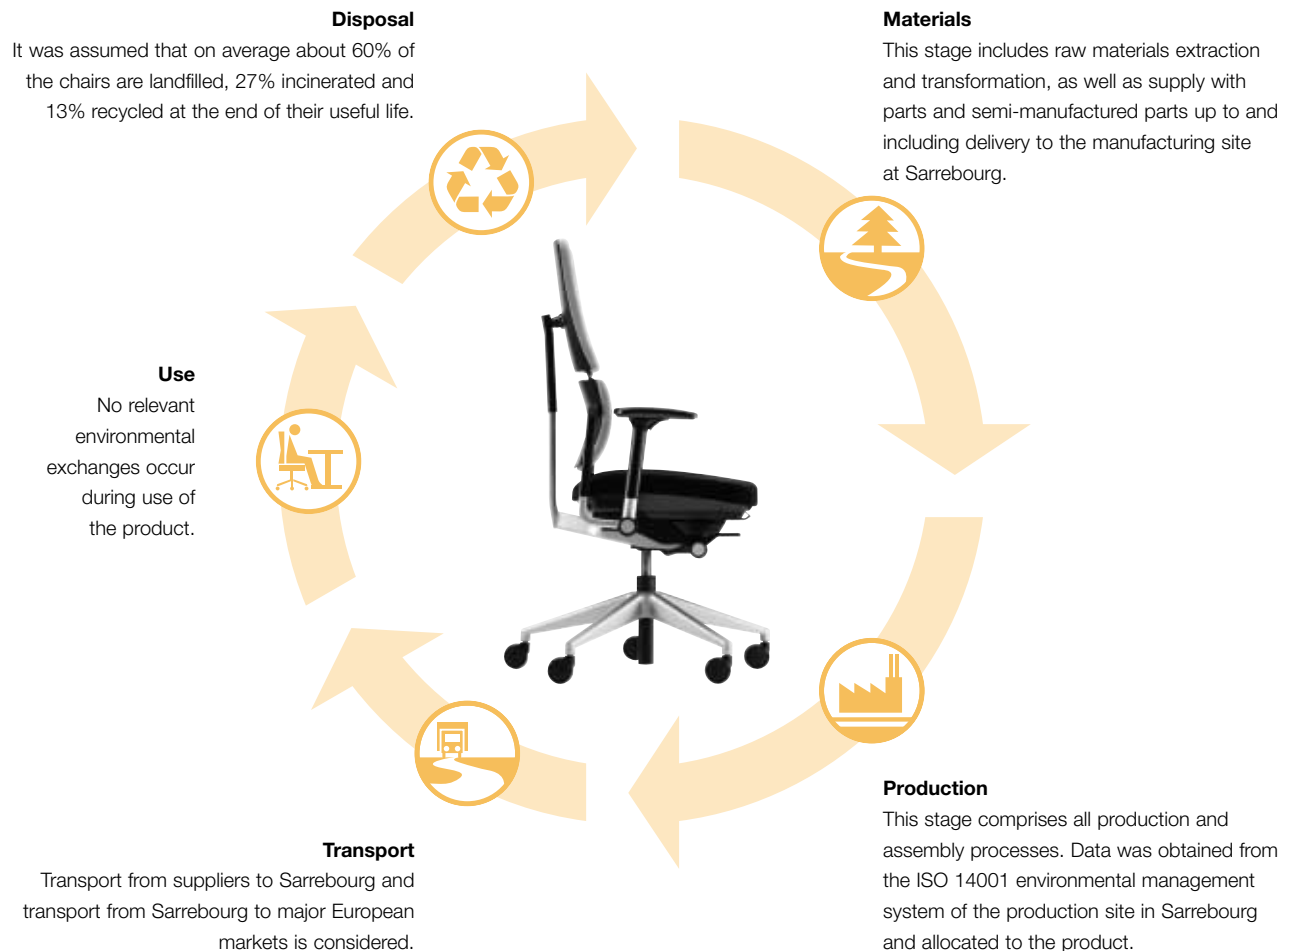 Disposal
It was assumed that on average about 60% of
the chairs are landfilled, 27% incinerated and
13% recycled at the end of their useful life.
Materials
This stage includes raw materials extraction
and transformation, as well as supply with
parts and semi-manufactured parts up to and
including delivery to the manufacturing site
at Sarrebourg.
Use
No relevant
environmental
exchanges occur
during use of
the product.
Production
This stage comprises all production and
assembly processes. Data was obtained from
the ISO 14001 environmental management
system of the production site in Sarrebourg
and allocated to the product.
Transport
Transport from suppliers to Sarrebourg and
transport from Sarrebourg to major European
markets is considered.